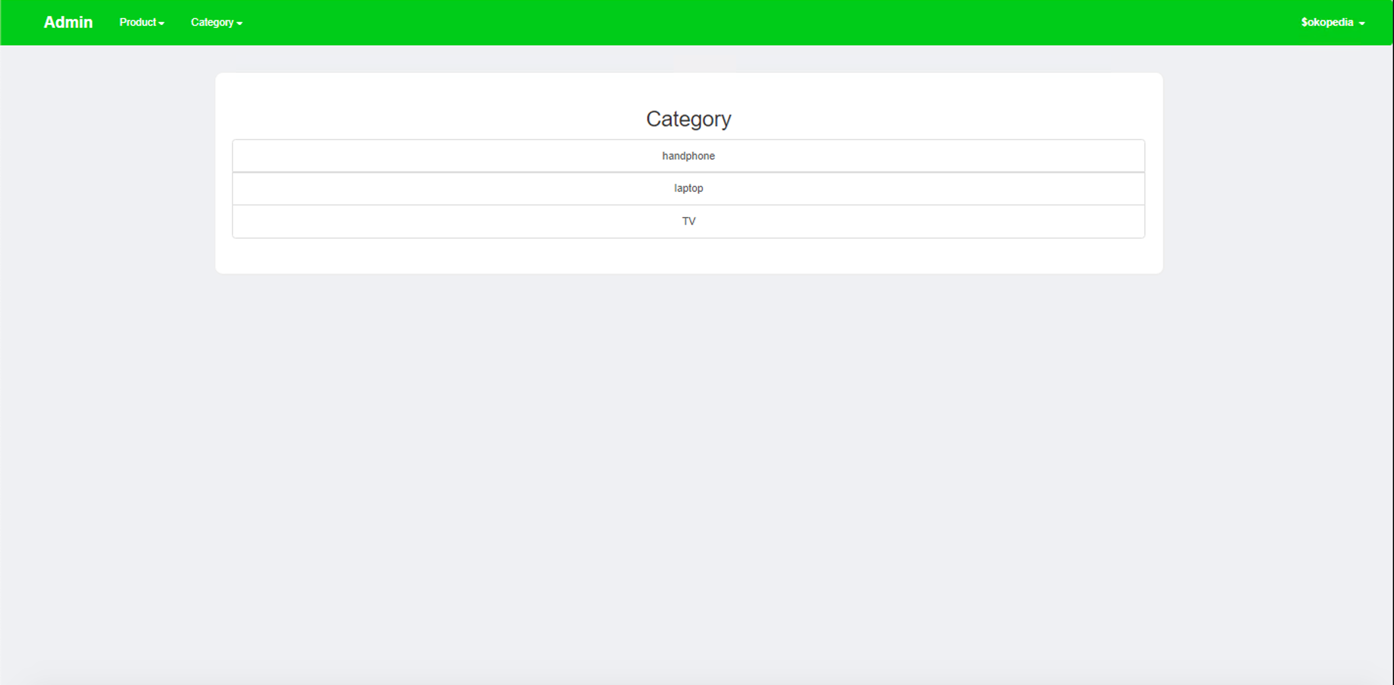 Admin Product Category $okopedia
Category
handphone
laptop
TV